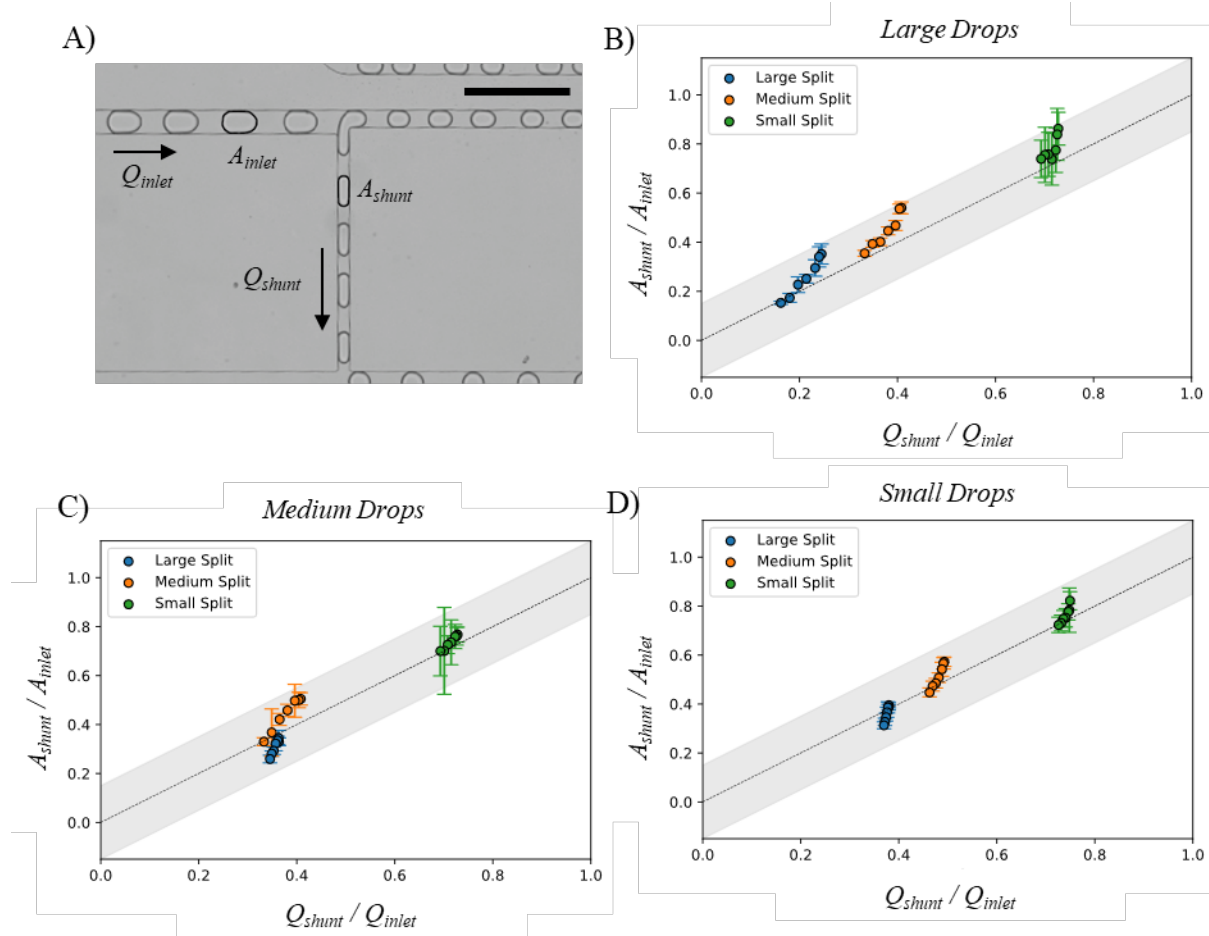 A)
Q_inlet
A_inlet
A_shunt
Q_shunt
B)
Large Drops
Large Split
Medium Split
Small Split
1.0
0.8
0.6
0.4
0.2
0.0
A_shunt / A_inlet
0.0 0.2 0.4 0.6 0.8 1.0
Q_shunt / Q_inlet
C)
Medium Drops
Large Split
Medium Split
Small Split
1.0
0.8
0.6
0.4
0.2
0.0
A_shunt / A_inlet
0.0 0.2 0.4 0.6 0.8 1.0
Q_shunt / Q_inlet
D)
Small Drops
Large Split
Medium Split
Small Split
1.0
0.8
0.6
0.4
0.2
0.0
A_shunt / A_inlet
0.0 0.2 0.4 0.6 0.8 1.0
Q_shunt / Q_inlet